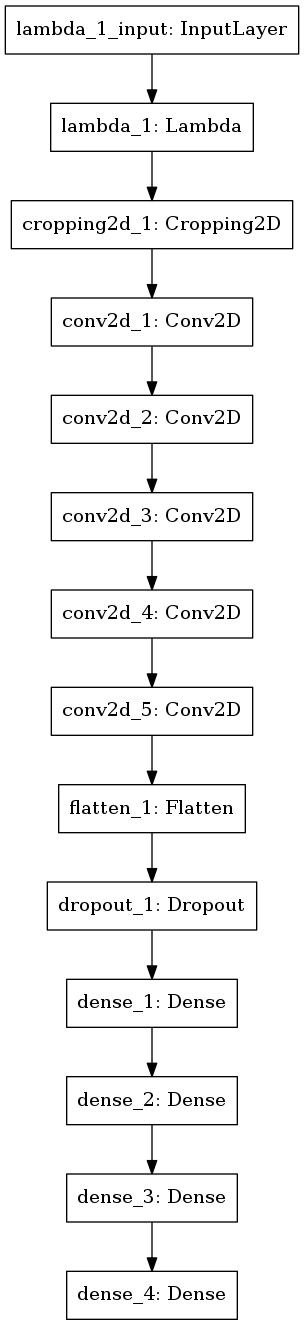 lambda_1_input: InputLayer
lambda_1: Lambda
cropping2d_1: Cropping2D
conv2d_1: Conv2D
conv2d_2: Conv2D
conv2d_3: Conv2D
conv2d_4: Conv2D
conv2d_5: Conv2D
flatten_1: Flatten
dropout_1: Dropout
dense_1: Dense
dense_2: Dense
dense_3: Dense
dense_4: Dense